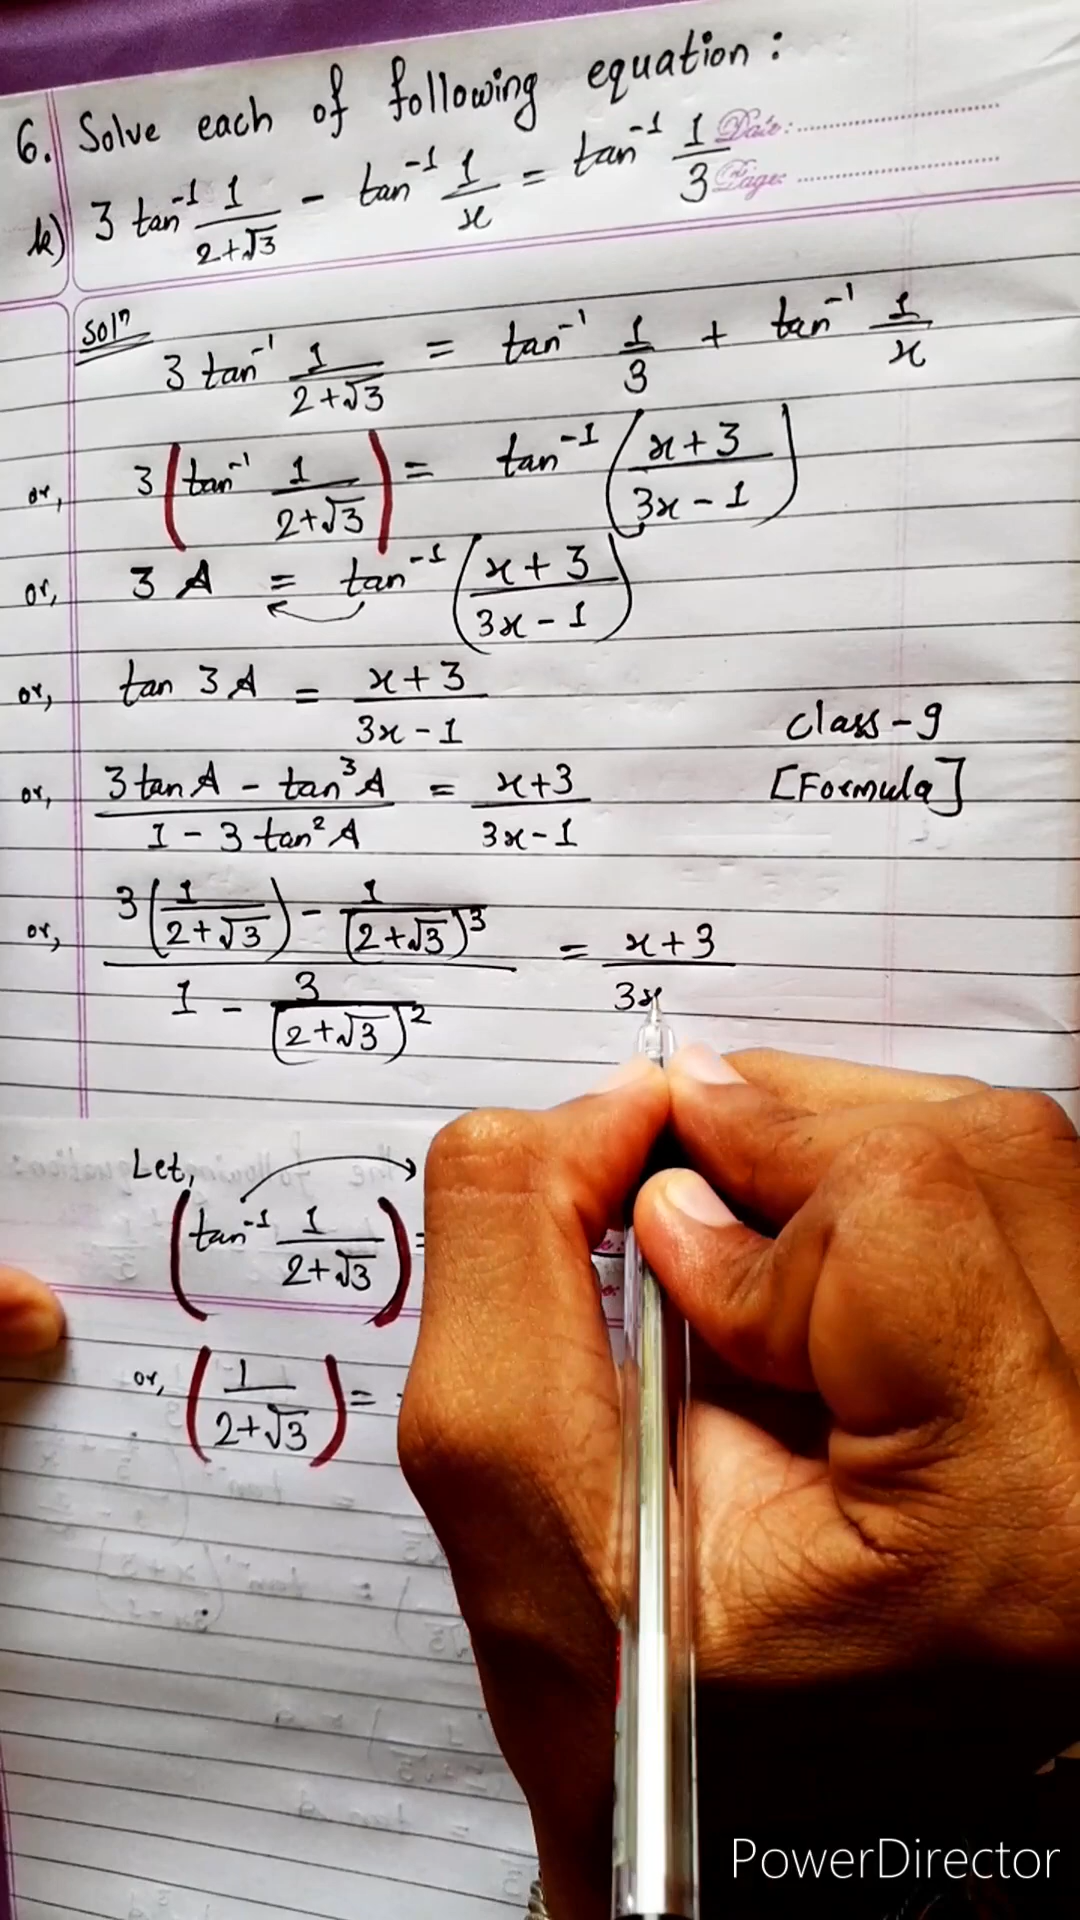 6. Solve each of following equation :
Date: ....................
Page: ....................
k) 3 tan⁻¹ 1/(2+√3) - tan⁻¹ 1/x = tan⁻¹ 1/3
Solⁿ
3 tan⁻¹ 1/(2+√3) = tan⁻¹ 1/3 + tan⁻¹ 1/x
or, 3 (tan⁻¹ 1/(2+√3)) = tan⁻¹ ((x+3)/(3x-1))
or, 3 A = tan⁻¹ ((x+3)/(3x-1))
or, tan 3A = (x+3)/(3x-1)
class-9
or, (3 tan A - tan³ A)/(1 - 3 tan² A) = (x+3)/(3x-1) [Formula]
or, (3(1/(2+√3)) - 1/(2+√3)³)/(1 - 3/(2+√3)²) = (x+3)/(3x
Let,
(tan⁻¹ 1/(2+√3)) =
or, (1/(2+√3)) =
PowerDirector